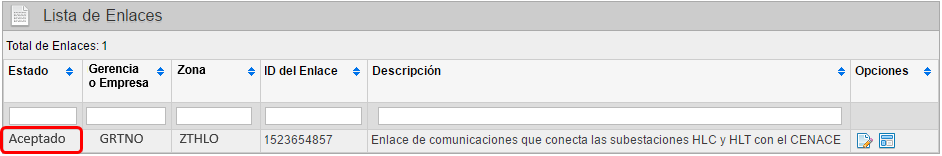 Lista de Enlaces
Total de Enlaces: 1
Estado Gerencia o Empresa Zona ID del Enlace Descripción Opciones
Aceptado GRTNO ZTHLO 1523654857 Enlace de comunicaciones que conecta las subestaciones HLC y HLT con el CENACE